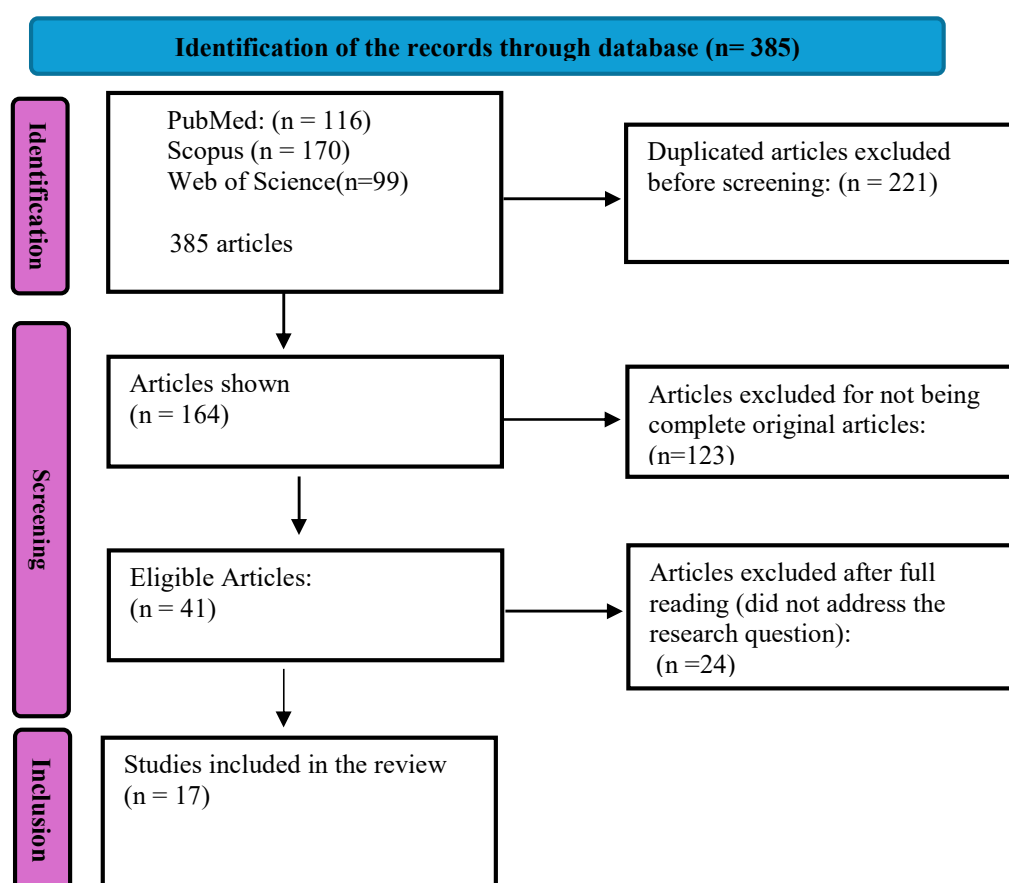 Identification of the records through database (n= 385)
Identification
PubMed: (n = 116)
Scopus (n = 170)
Web of Science(n=99)
385 articles
Duplicated articles excluded
before screening: (n = 221)
Screening
Articles shown
(n = 164)
Articles excluded for not being
complete original articles:
(n=123)
Eligible Articles:
(n = 41)
Articles excluded after full
reading (did not address the
research question):
(n =24)
Inclusion
Studies included in the review
(n = 17)